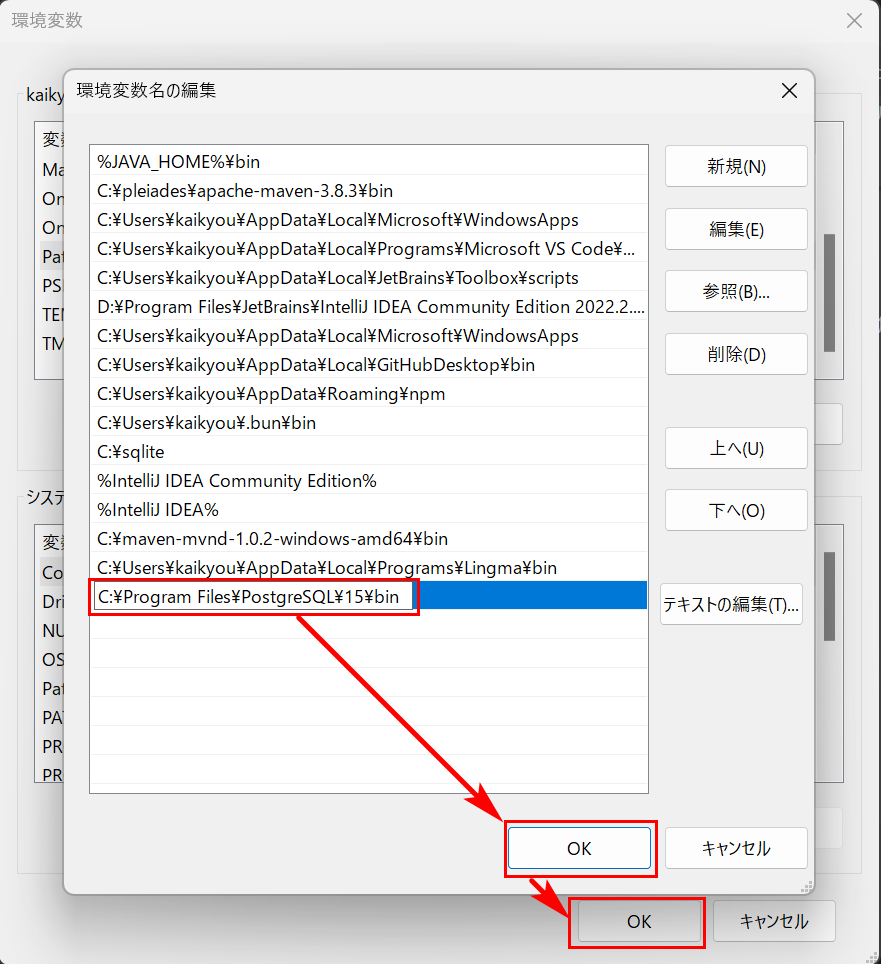 環境変数
kaiky
変
Ma
On
On
Pat
PS
TE
TM
環境変数名の編集
%JAVA_HOME%¥bin
C:¥pleiades¥apache-maven-3.8.3¥bin
C:¥Users¥kaikyou¥AppData¥Local¥Microsoft¥WindowsApps
C:¥Users¥kaikyou¥AppData¥Local¥Programs¥Microsoft VS Code¥...
C:¥Users¥kaikyou¥AppData¥Local¥JetBrains¥Toolbox¥scripts
D:¥Program Files¥JetBrains¥IntelliJ IDEA Community Edition 2022.2....
C:¥Users¥kaikyou¥AppData¥Local¥Microsoft¥WindowsApps
C:¥Users¥kaikyou¥AppData¥Local¥GitHubDesktop¥bin
C:¥Users¥kaikyou¥AppData¥Roaming¥npm
C:¥Users¥kaikyou¥.bun¥bin
C:¥sqlite
%IntelliJ IDEA Community Edition%
%IntelliJ IDEA%
C:¥maven-mvnd-1.0.2-windows-amd64¥bin
C:¥Users¥kaikyou¥AppData¥Local¥Programs¥Lingma¥bin
C:¥Program Files¥PostgreSQL¥15¥bin
新規(N)
編集(E)
参照(B)...
削除(D)
上へ(U)
下へ(O)
テキストの編集(T)...
OK
キャンセル
システ
変
Co
Dri
NU
OS
Pat
PA
PR
PR
OK
キャンセル